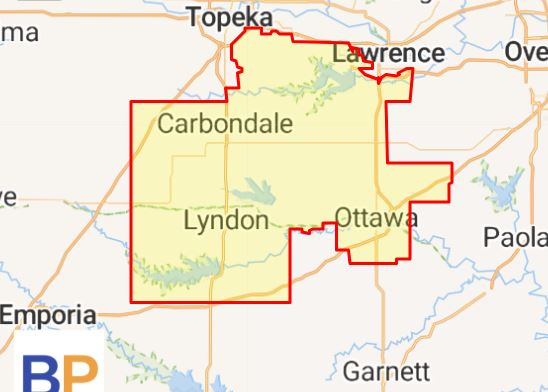 Topeka
ma
Lawrence
Ove
Carbondale
ve
Lyndon
Ottawa
Paola
Emporia
BP
Garnett